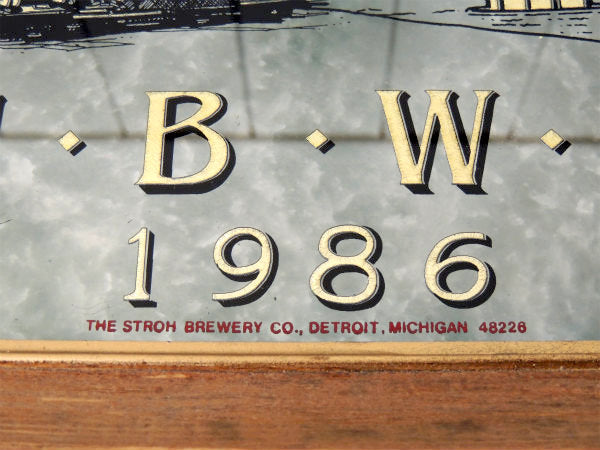 · B · W ·
1986
THE STROH BREWERY CO., DETROIT, MICHIGAN 48226